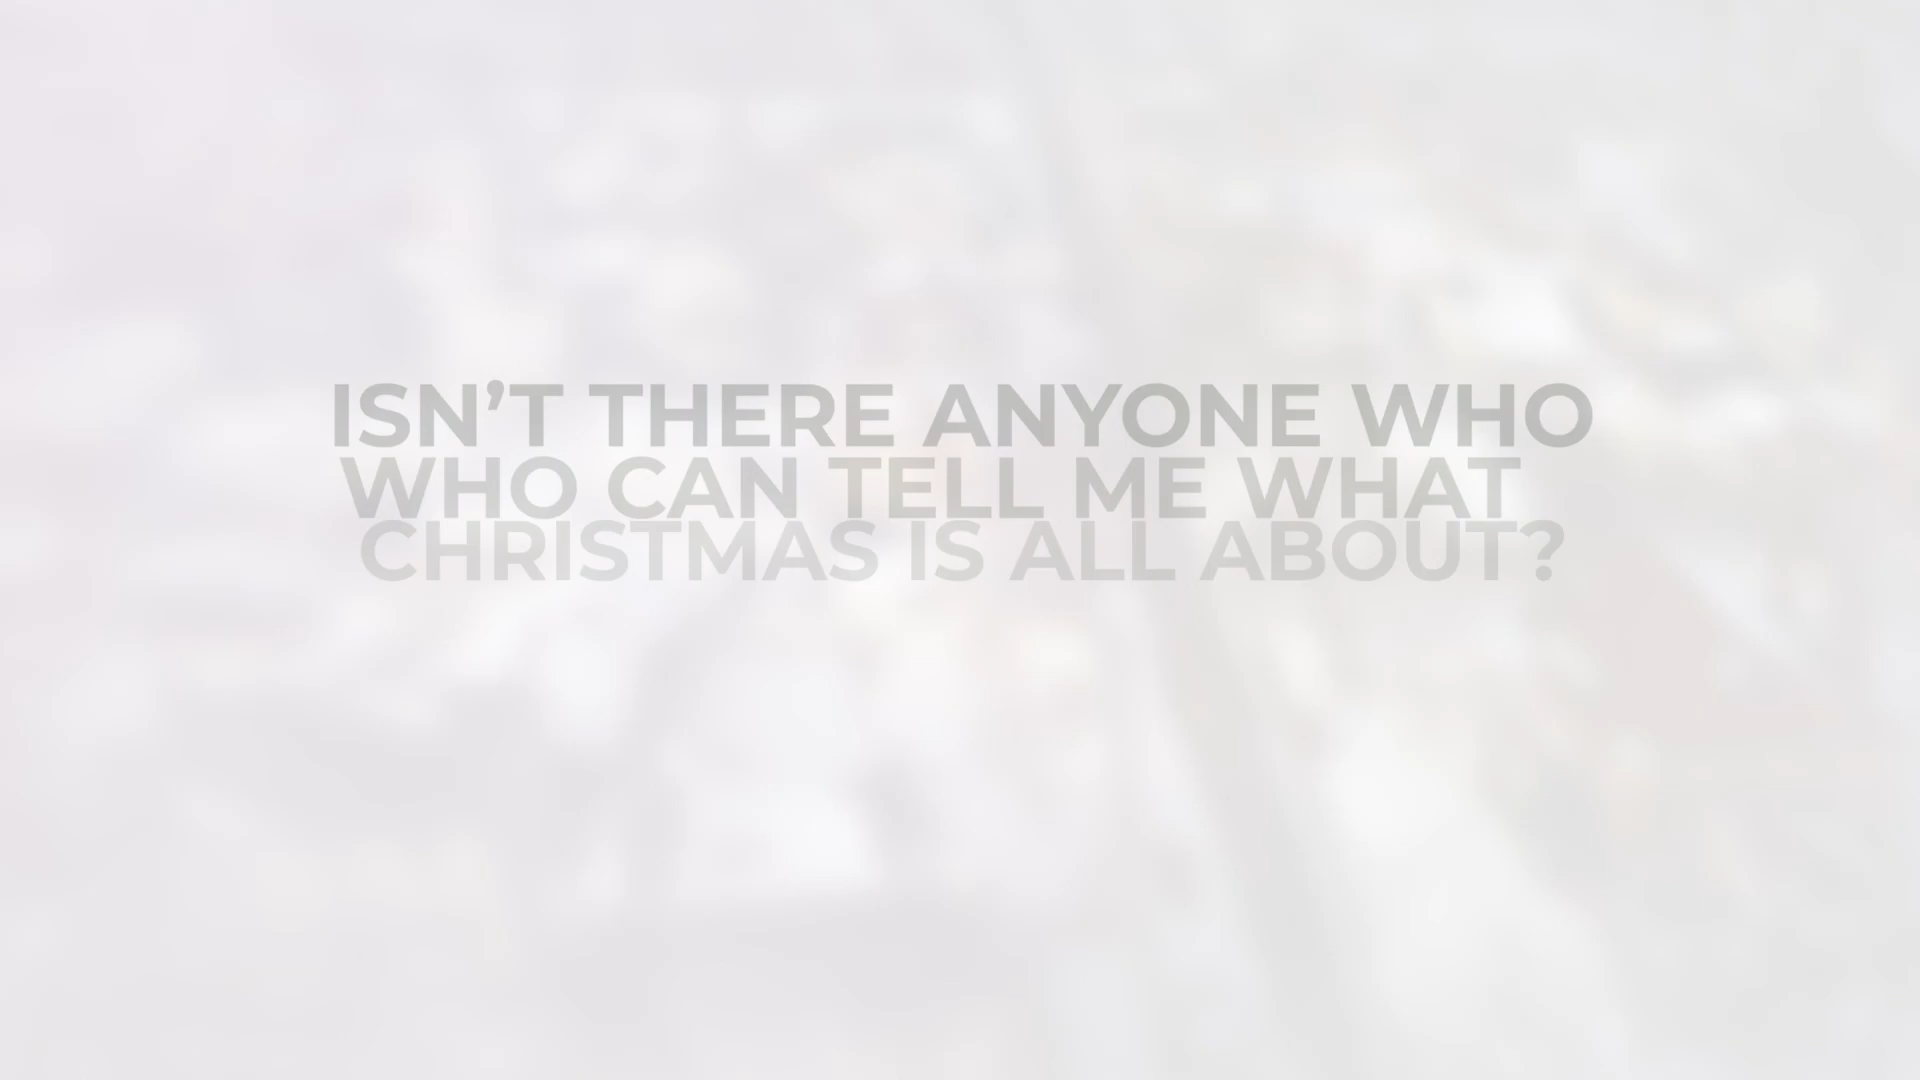 ISN’T THERE ANYONE WHO
WHO CAN TELL ME WHAT
CHRISTMAS IS ALL ABOUT?